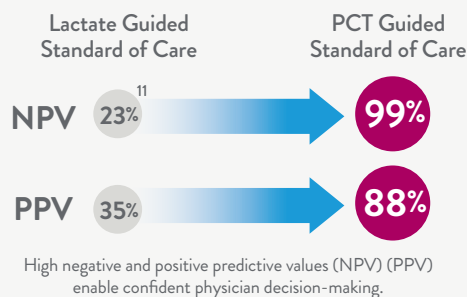 Lactate Guided
Standard of Care
PCT Guided
Standard of Care
NPV 23% 11 99%
PPV 35% 88%
High negative and positive predictive values (NPV) (PPV)
enable confident physician decision-making.